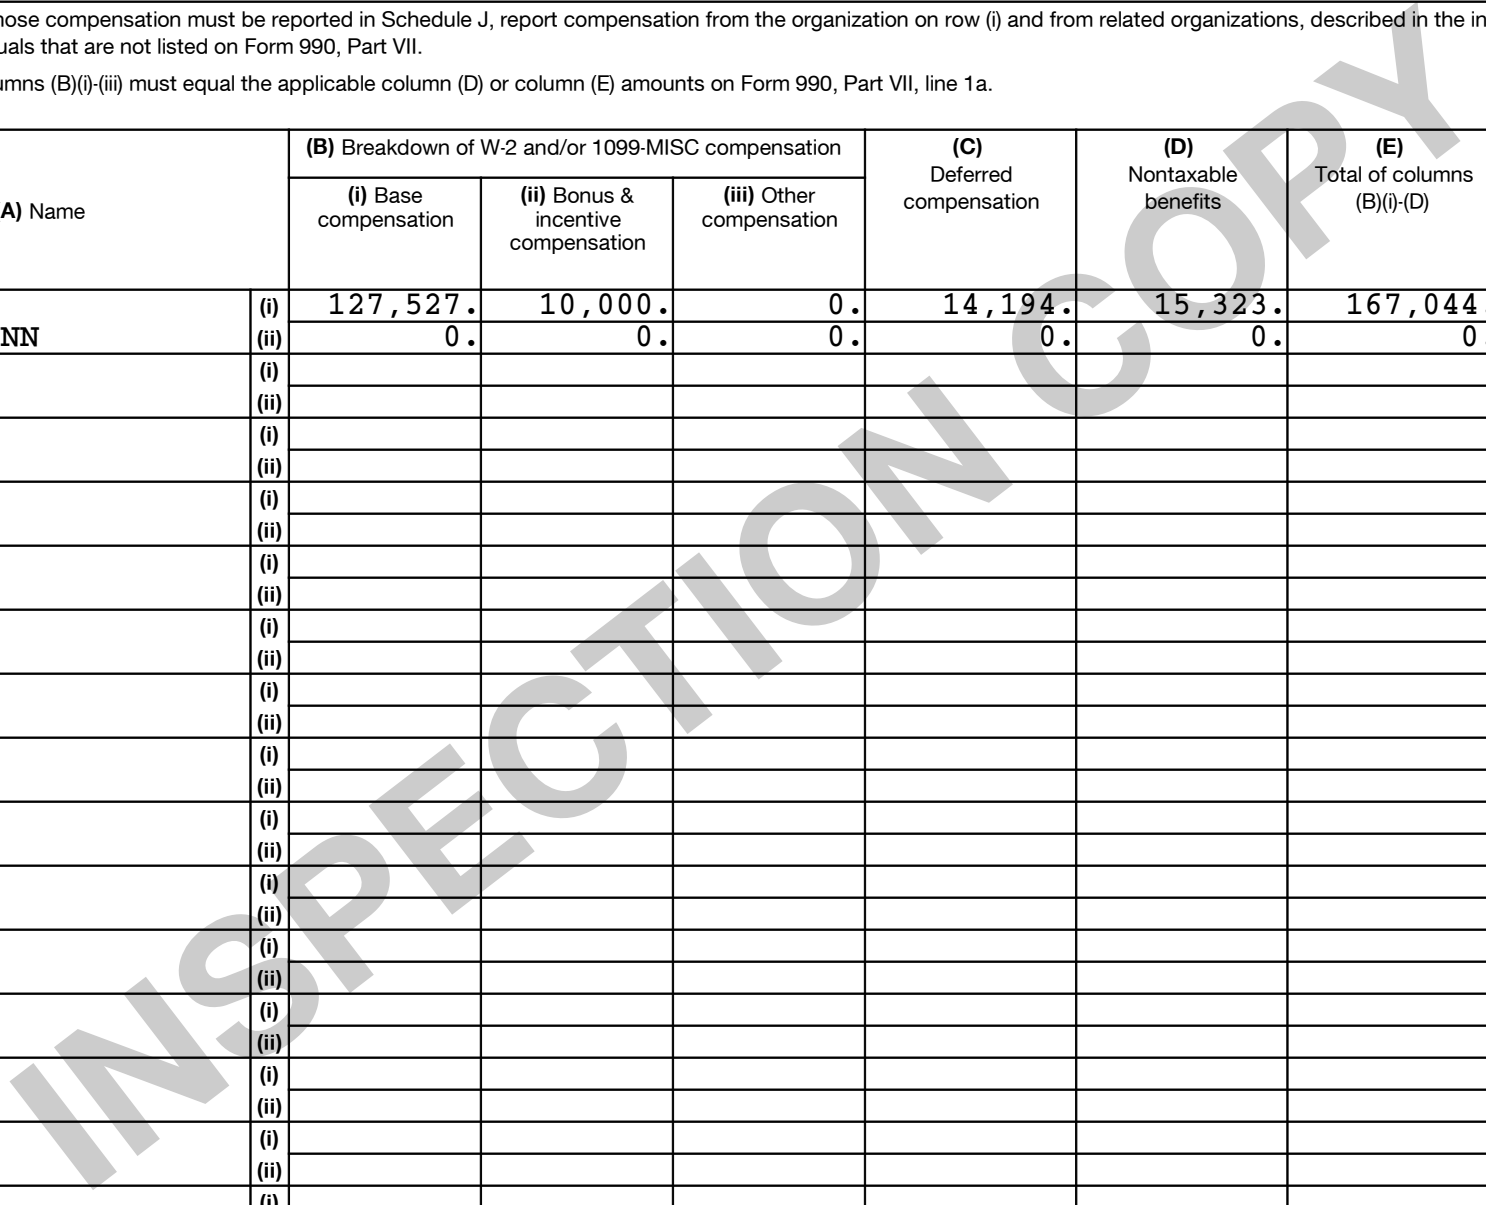 hose compensation must be reported in Schedule J, report compensation from the organization on row (i) and from related organizations, described in the in
uals that are not listed on Form 990, Part VII.
umns (B)(i)-(iii) must equal the applicable column (D) or column (E) amounts on Form 990, Part VII, line 1a.
(B) Breakdown of W-2 and/or 1099-MISC compensation (C) (D) (E)
Deferred Nontaxable Total of columns
compensation benefits (B)(i)-(D)
A) Name (i) Base (ii) Bonus & (iii) Other
compensation incentive compensation
compensation
(i) 127,527. 10,000. 0. 14,194. 15,323. 167,044.
NN (ii) 0. 0. 0. 0. 0. 0.
(i)
(ii)
(i)
(ii)
(i)
(ii)
(i)
(ii)
(i)
(ii)
(i)
(ii)
(i)
(ii)
(i)
(ii)
(i)
(ii)
(i)
(ii)
(i)
(ii)
(i)
(ii)
(i)
(ii)
(i)
INSPECTION COPY